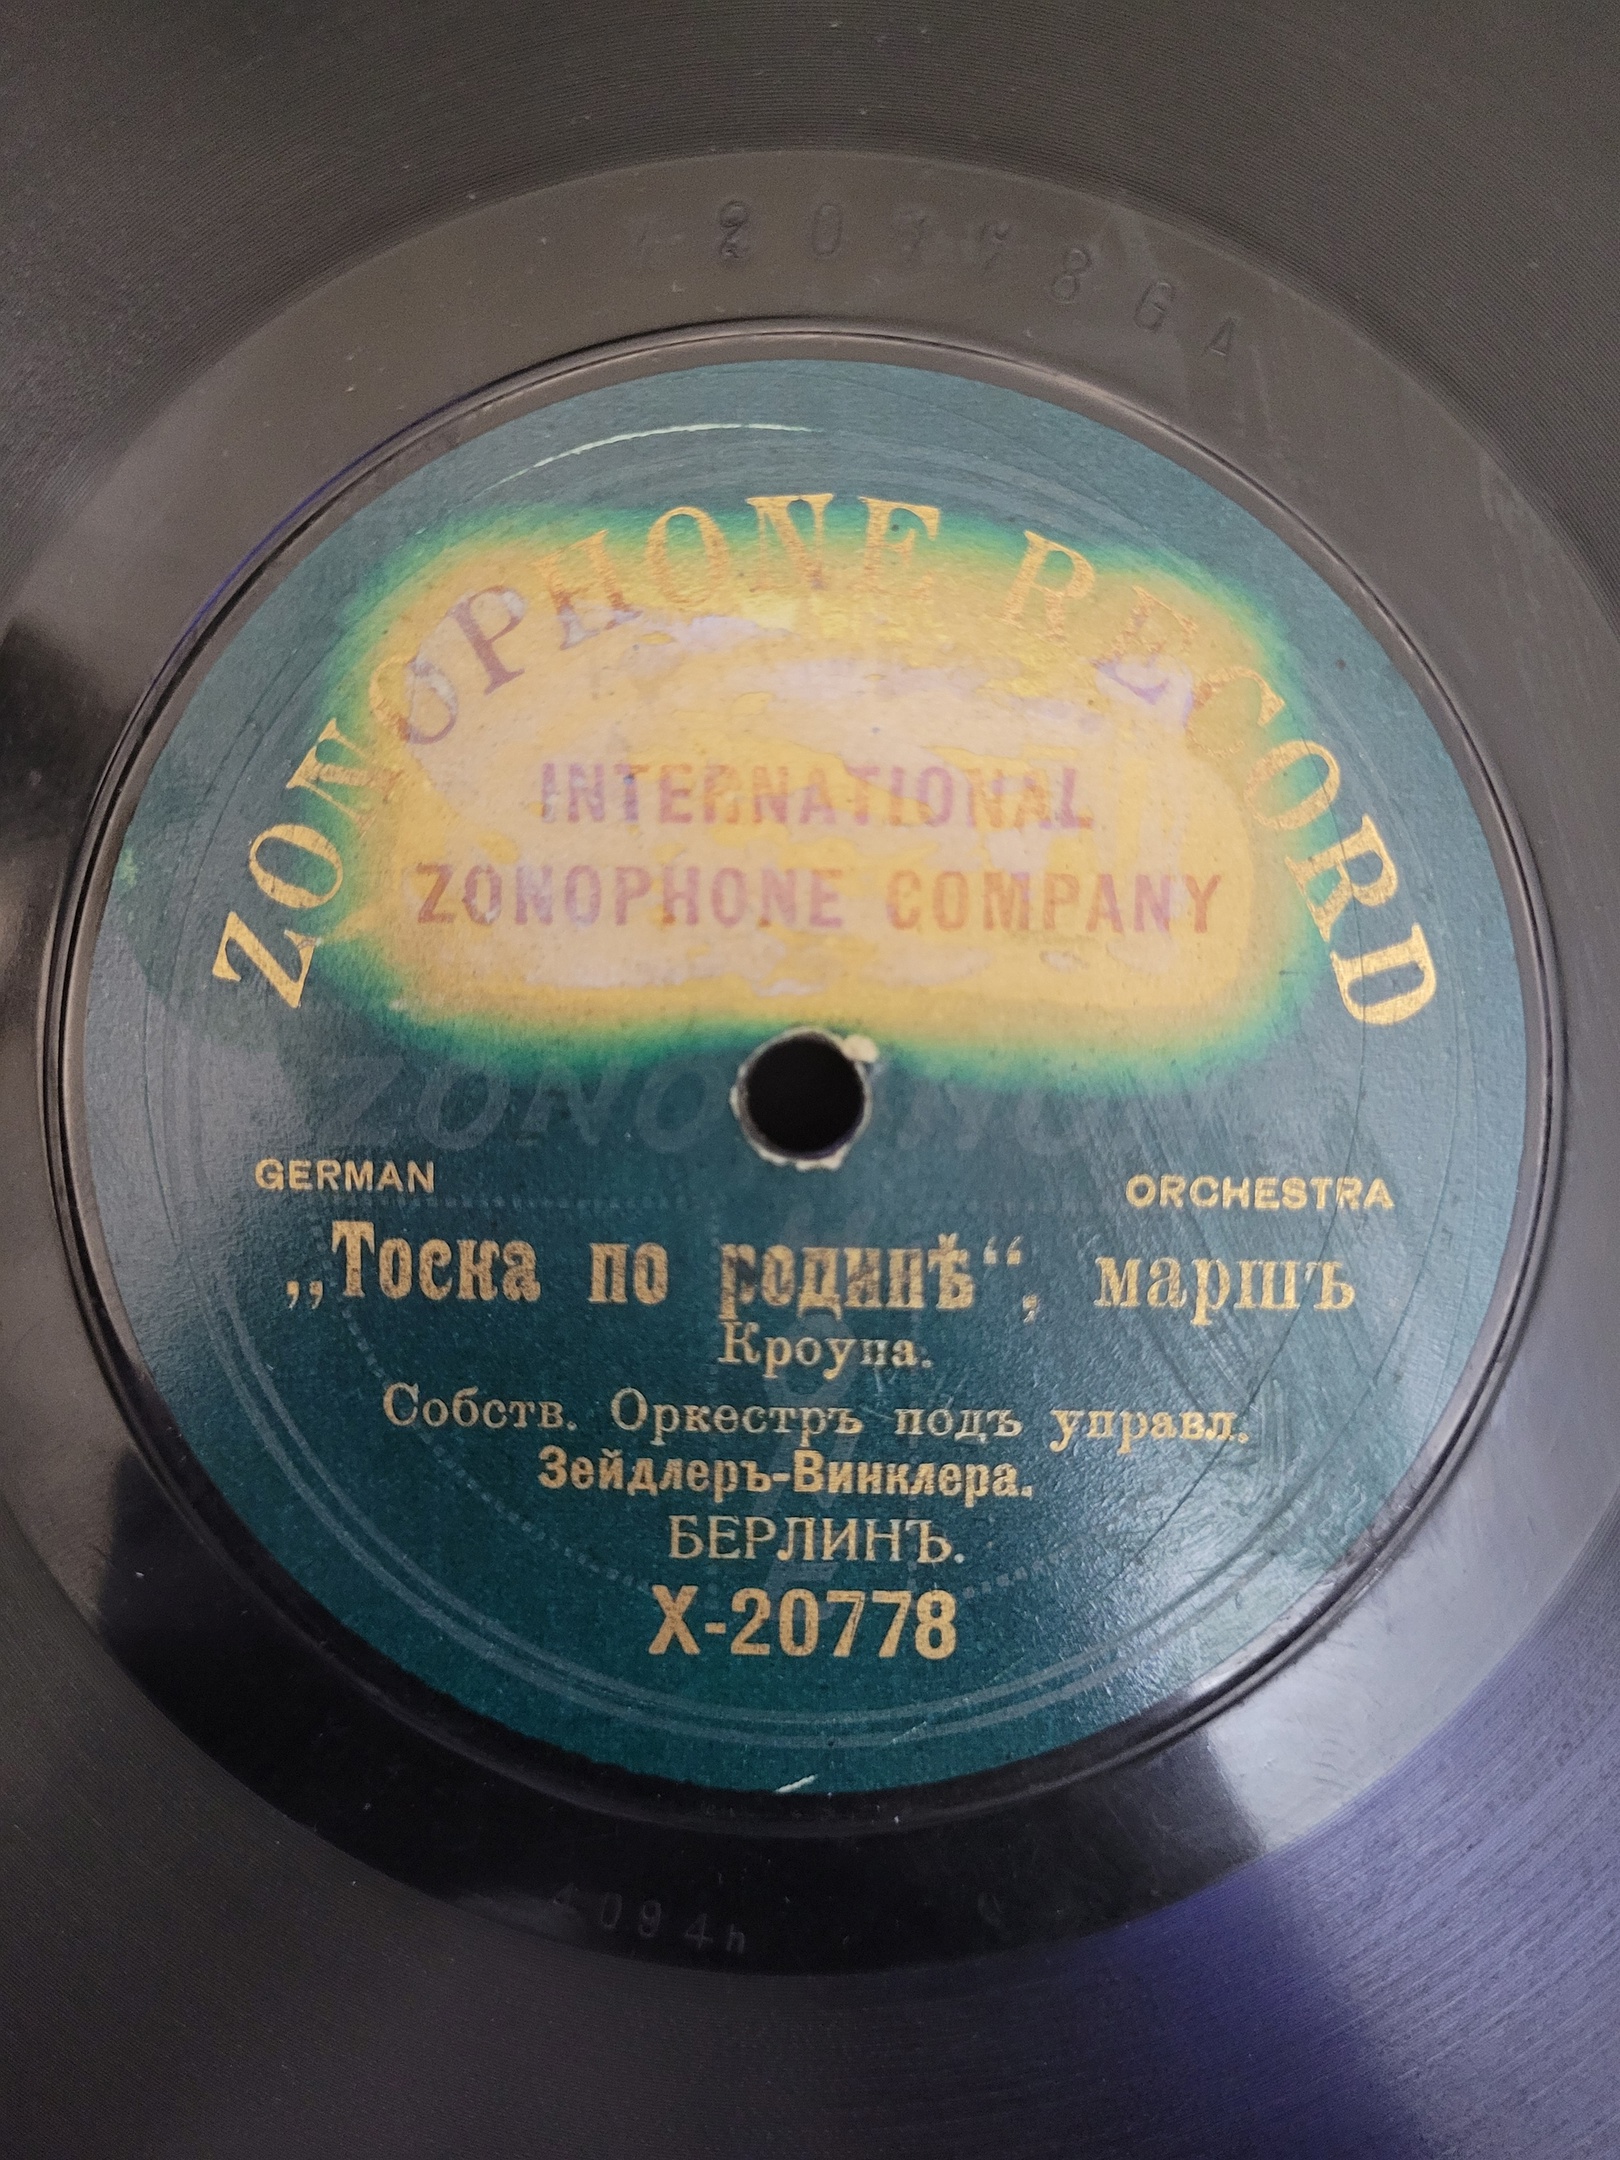 20778 G A
ZONOPHONE RECORD
INTERNATIONAL
ZONOPHONE COMPANY
GERMAN ORCHESTRA
„Тоска по родинѣ“, маршъ
Кроупа.
Собств. Оркестръ подъ управл.
Зейдлеръ-Винклера.
БЕРЛИНЪ.
X-20778
4094h